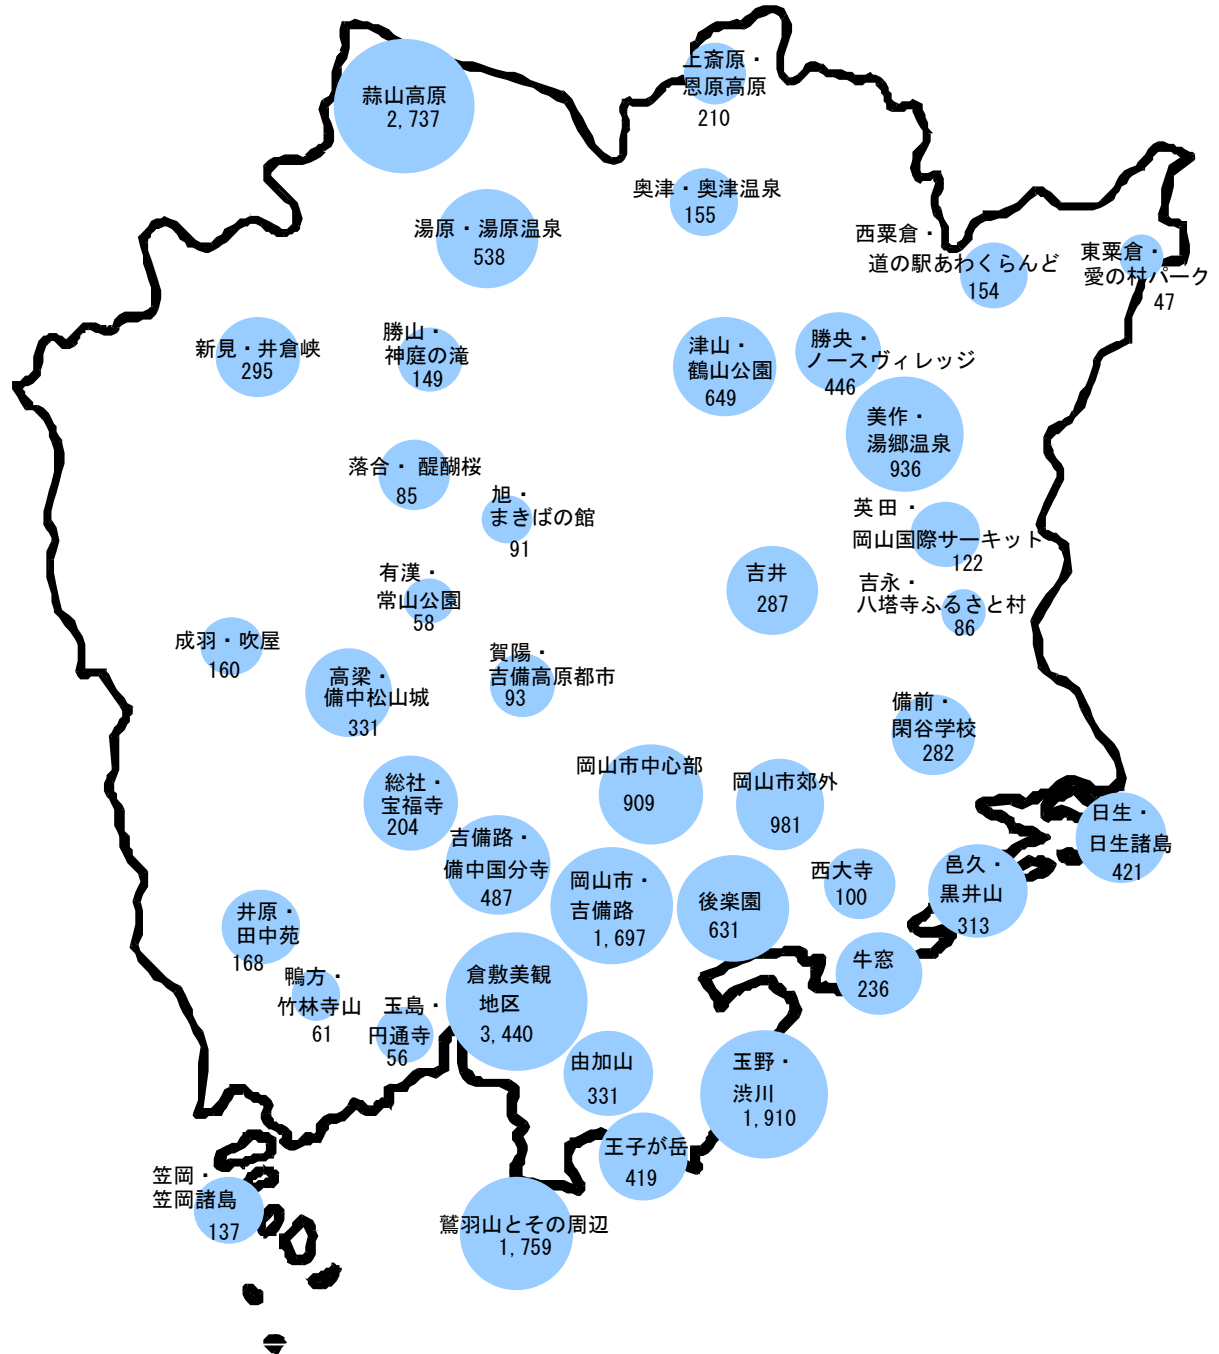 上斎原・
恩原高原
210
蒜山高原
2,737
奥津・奥津温泉
155
湯原・湯原温泉
538
西粟倉・
道の駅あわくらんど
154
東粟倉・
愛の村パーク
47
新見・井倉峡
295
勝山・
神庭の滝
149
津山・
鶴山公園
649
勝央・
ノースヴィレッジ
446
美作・
湯郷温泉
936
落合・ 醍醐桜
85
旭・
まきばの館
91
英田・
岡山国際サーキット
122
有漢・
常山公園
58
吉井
287
吉永・
八塔寺ふるさと村
86
成羽・吹屋
160
高梁・
備中松山城
331
賀陽・
吉備高原都市
93
備前・
閑谷学校
282
総社・
宝福寺
204
岡山市中心部
909
岡山市郊外
981
日生・
日生諸島
421
吉備路・
備中国分寺
487
岡山市・
吉備路
1,697
後楽園
631
西大寺
100
邑久・
黒井山
313
井原・
田中苑
168
牛窓
236
鴨方・
竹林寺山
61
玉島・
円通寺
56
倉敷美観
地区
3,440
由加山
331
玉野・
渋川
1,910
王子が岳
419
笠岡・
笠岡諸島
137
鷲羽山とその周辺
1,759